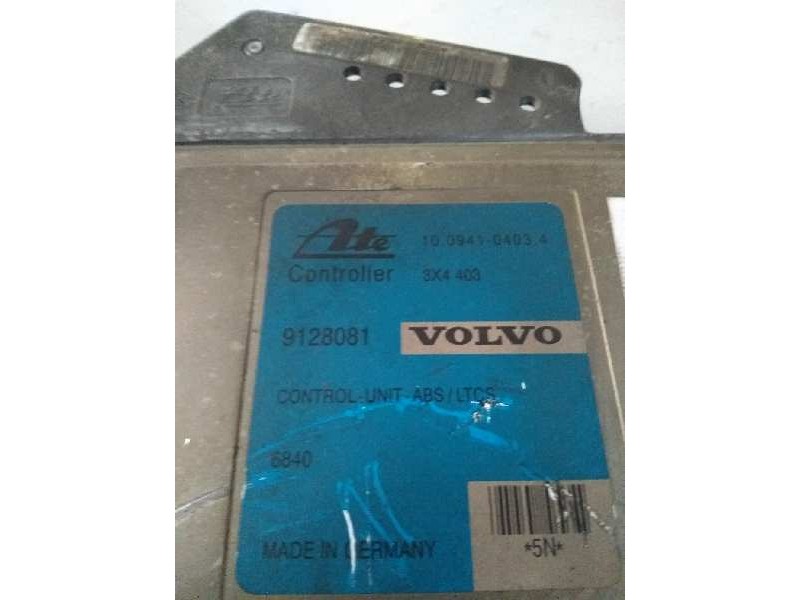 Ate
Ate 10.0941-0403.4
Controller 3X4 403
9128081 VOLVO
CONTROL-UNIT ABS/LTCS
6840
MADE IN GERMANY *5N*